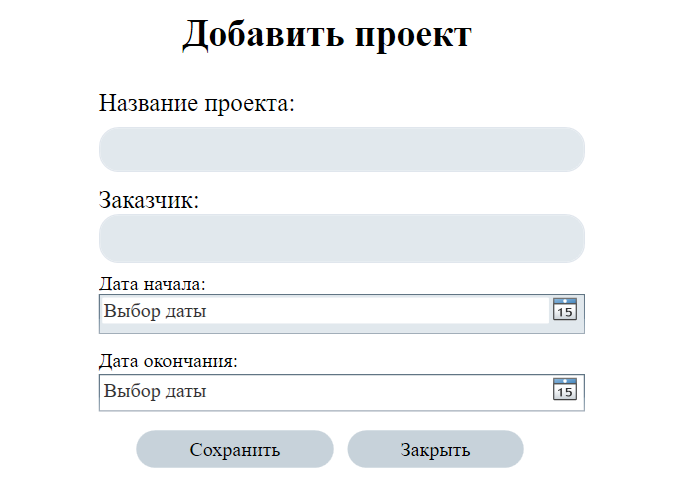 Добавить проект
Название проекта:
Заказчик:
Дата начала:
Выбор даты 15
Дата окончания:
Выбор даты 15
Сохранить Закрыть